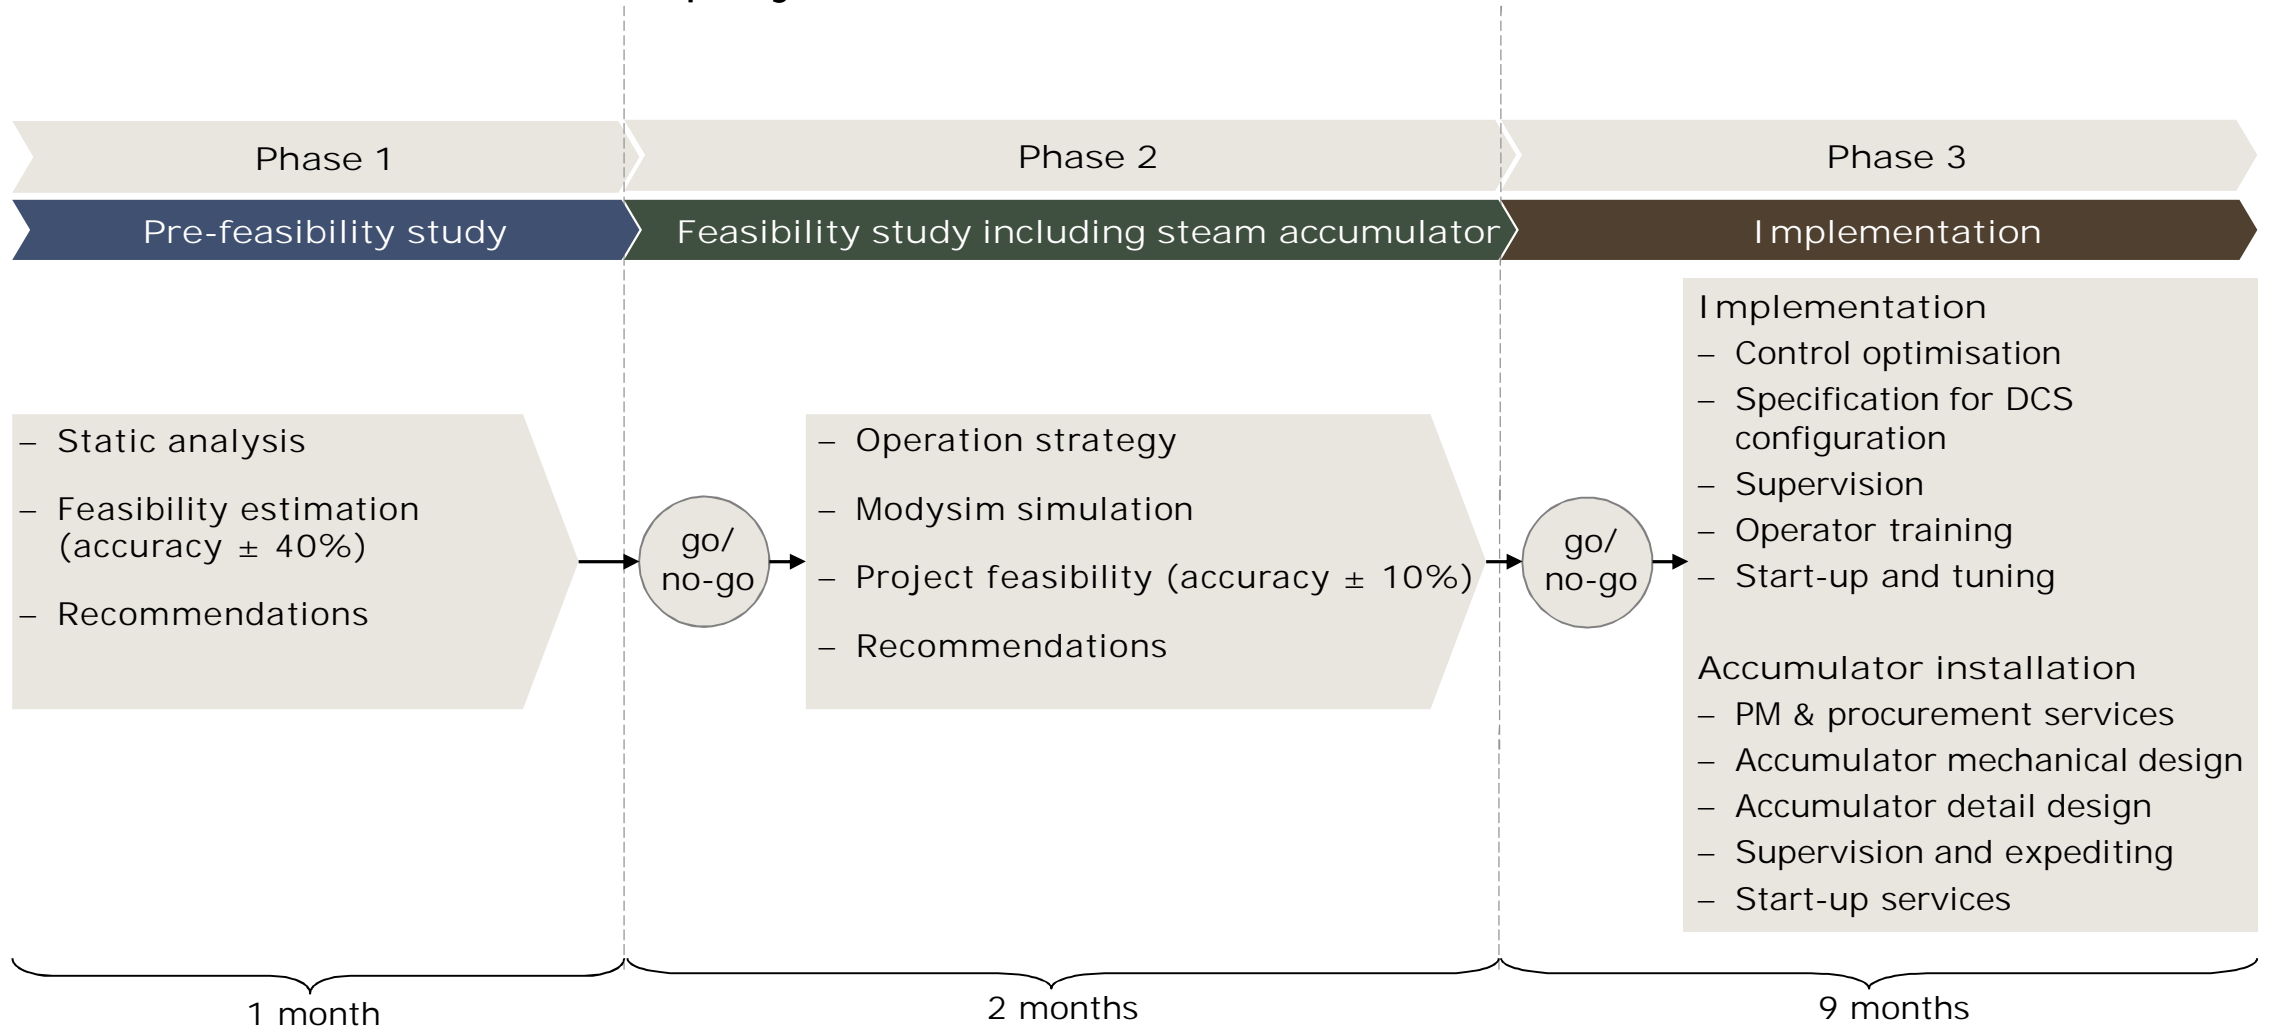 Phase 1
Phase 2
Phase 3
Pre-feasibility study
Feasibility study including steam accumulator
Implementation
– Static analysis
– Feasibility estimation
(accuracy ± 40%)
– Recommendations
go/
no-go
– Operation strategy
– Modysim simulation
– Project feasibility (accuracy ± 10%)
– Recommendations
go/
no-go
Implementation
– Control optimisation
– Specification for DCS
configuration
– Supervision
– Operator training
– Start-up and tuning
Accumulator installation
– PM & procurement services
– Accumulator mechanical design
– Accumulator detail design
– Supervision and expediting
– Start-up services
1 month
2 months
9 months